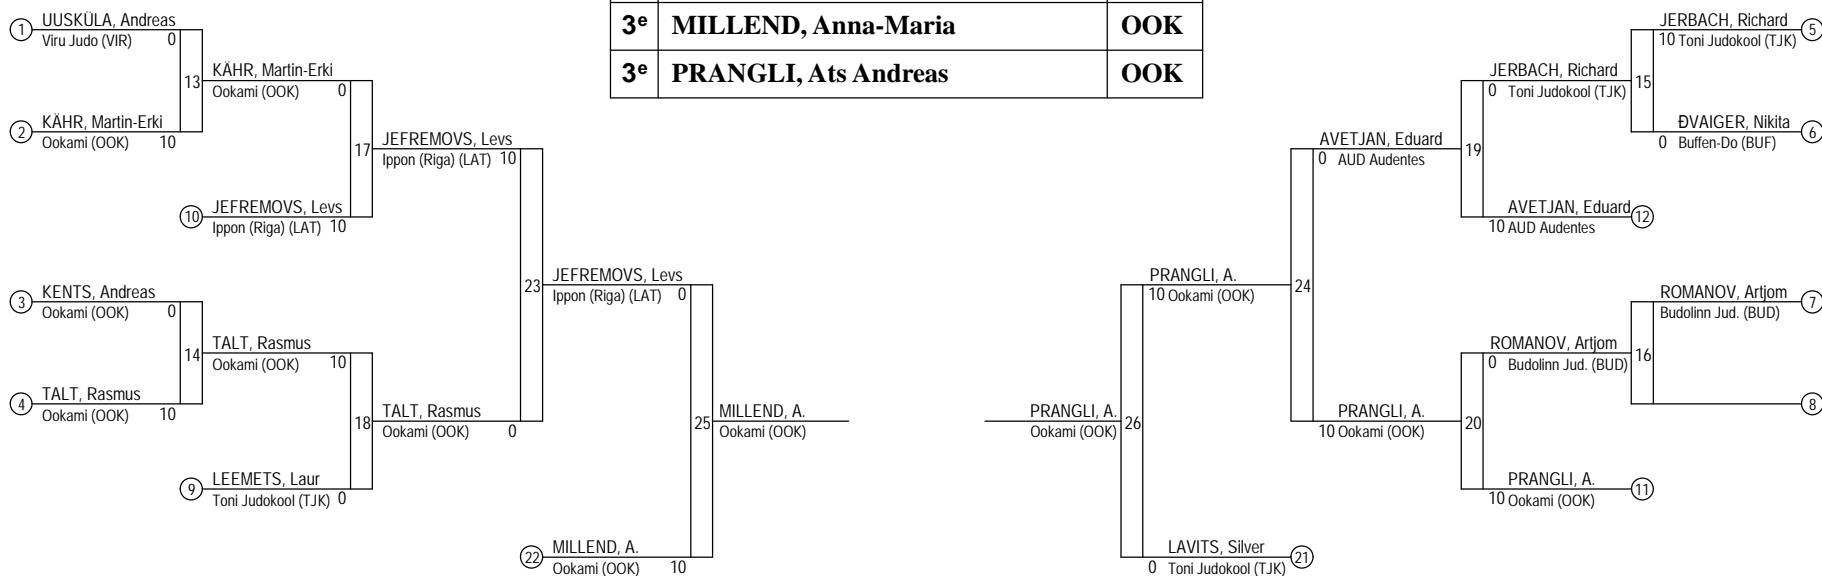 3e MILLEND, Anna-Maria OOK
3e PRANGLI, Ats Andreas OOK
1 UUSKÜLA, Andreas
Viru Judo (VIR) 0
13
KÄHR, Martin-Erki
Ookami (OOK) 0
2 KÄHR, Martin-Erki
Ookami (OOK) 10
17
JEFREMOVS, Levs
Ippon (Riga) (LAT) 10
10 JEFREMOVS, Levs
Ippon (Riga) (LAT) 10
23
JEFREMOVS, Levs
Ippon (Riga) (LAT) 0
3 KENTS, Andreas
Ookami (OOK) 0
14
TALT, Rasmus
Ookami (OOK) 10
4 TALT, Rasmus
Ookami (OOK) 10
18
TALT, Rasmus
Ookami (OOK) 0
9 LEEMETS, Laur
Toni Judokool (TJK) 0
25
MILLEND, A.
Ookami (OOK)
22 MILLEND, A.
Ookami (OOK) 10
JERBACH, Richard 5
10 Toni Judokool (TJK)
15
JERBACH, Richard
0 Toni Judokool (TJK)
ĐVAIGER, Nikita 6
0 Buffen-Do (BUF)
19
AVETJAN, Eduard
0 AUD Audentes
AVETJAN, Eduard 12
10 AUD Audentes
24
PRANGLI, A.
10 Ookami (OOK)
ROMANOV, Artjom 7
Budolinn Jud. (BUD)
16
ROMANOV, Artjom
0 Budolinn Jud. (BUD)
8
20
PRANGLI, A.
10 Ookami (OOK)
PRANGLI, A. 11
10 Ookami (OOK)
26
PRANGLI, A.
Ookami (OOK)
LAVITS, Silver 21
0 Toni Judokool (TJK)